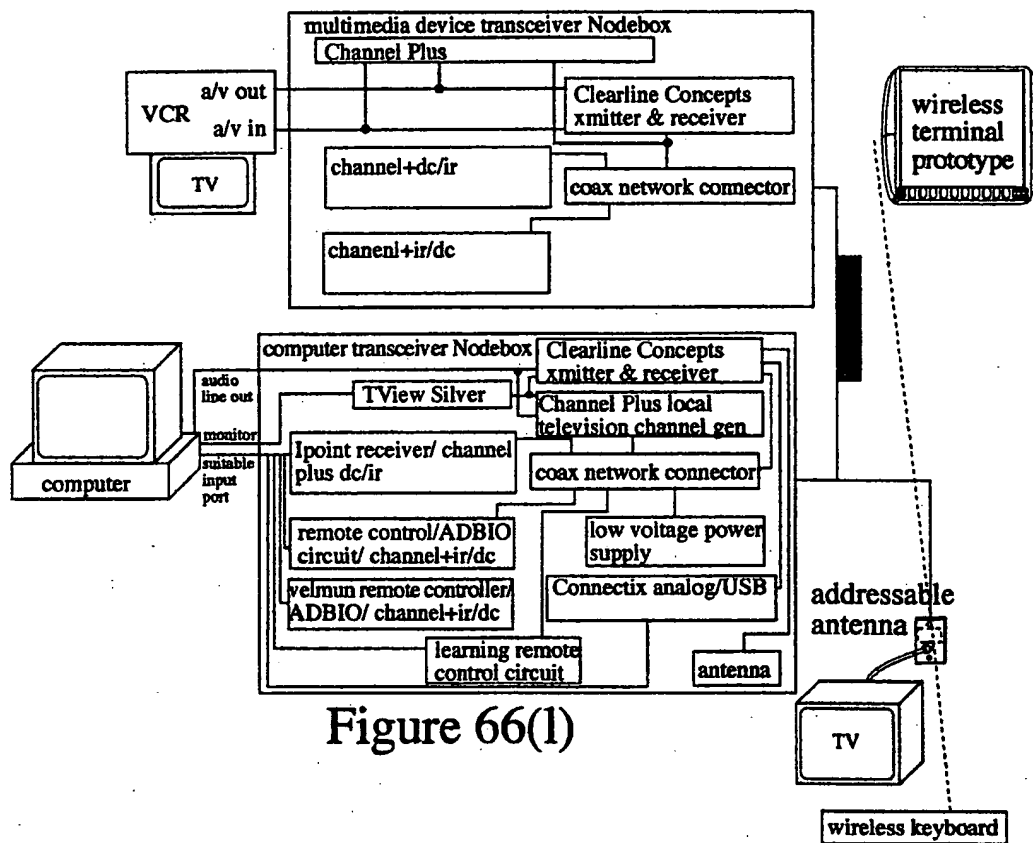 multimedia device transceiver Nodebox
Channel Plus
VCR
a/v out
a/v in
TV
Clearline Concepts
xmitter & receiver
channel+dc/ir
coax network connector
chanenl+ir/dc
wireless
terminal
prototype
computer transceiver Nodebox
Clearline Concepts
xmitter & receiver
audio
line out
TView Silver
Channel Plus local
television channel gen
monitor
suitable
input
port
computer
Ipoint receiver/ channel
plus dc/ir
coax network connector
remote control/ADBIO
circuit/ channel+ir/dc
low voltage power
supply
velmun remote controller/
ADBIO/ channel+ir/dc
Connectix analog/USB
learning remote
control circuit
antenna
addressable
antenna
TV
wireless keyboard
Figure 66(1)